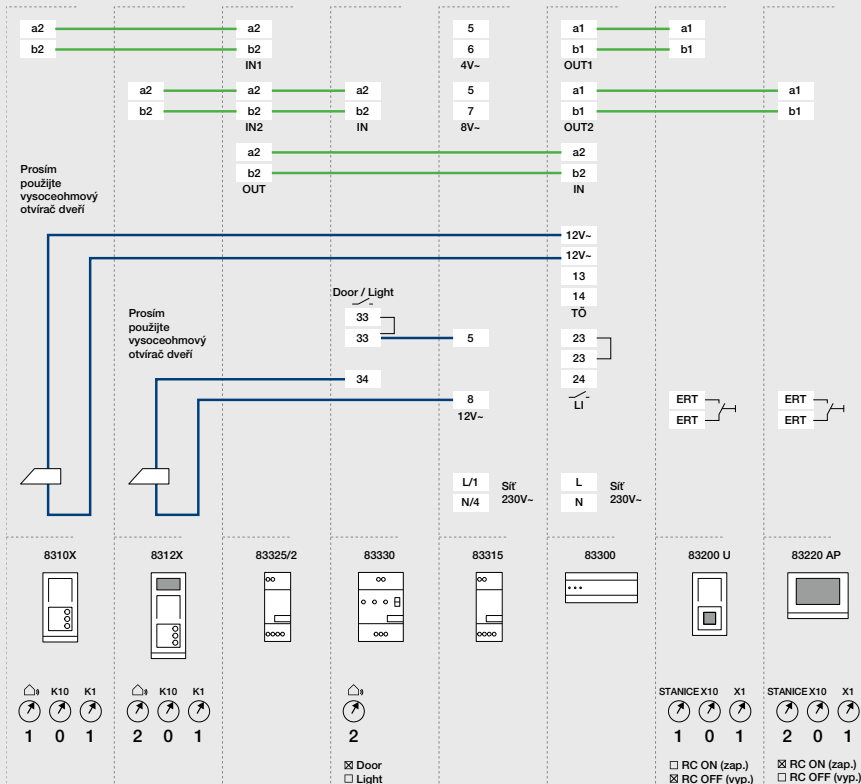 a2 a2 5 a1 a1
b2 b2 6 b1 b1
IN1 4V~ OUT1
a2 a2 a2 5 a1 a1
b2 b2 b2 7 b1 b1
IN2 IN 8V~ OUT2
a2 a2
b2 b2
OUT IN
Prosím
použijte
vysoceohmový
otvírač dveří
12V~
12V~
13
14
TÖ
Door / Light
33
33 5
34
8
12V~
Prosím
použijte
vysoceohmový
otvírač dveří
23
23
24
LI
ERT ERT
ERT ERT
L/1 Síť L Síť
N/4 230V~ N 230V~
8310X 8312X 83325/2 83330 83315 83300 83200 U 83220 AP
K10 K1 K10 K1 STANICE X10 X1 STANICE X10 X1
1 0 1 2 0 1 2 1 0 1 2 0 1
☒ Door ☐ RC ON (zap.) ☒ RC ON (zap.)
☐ Light ☒ RC OFF (vyp.) ☐ RC OFF (vyp.)